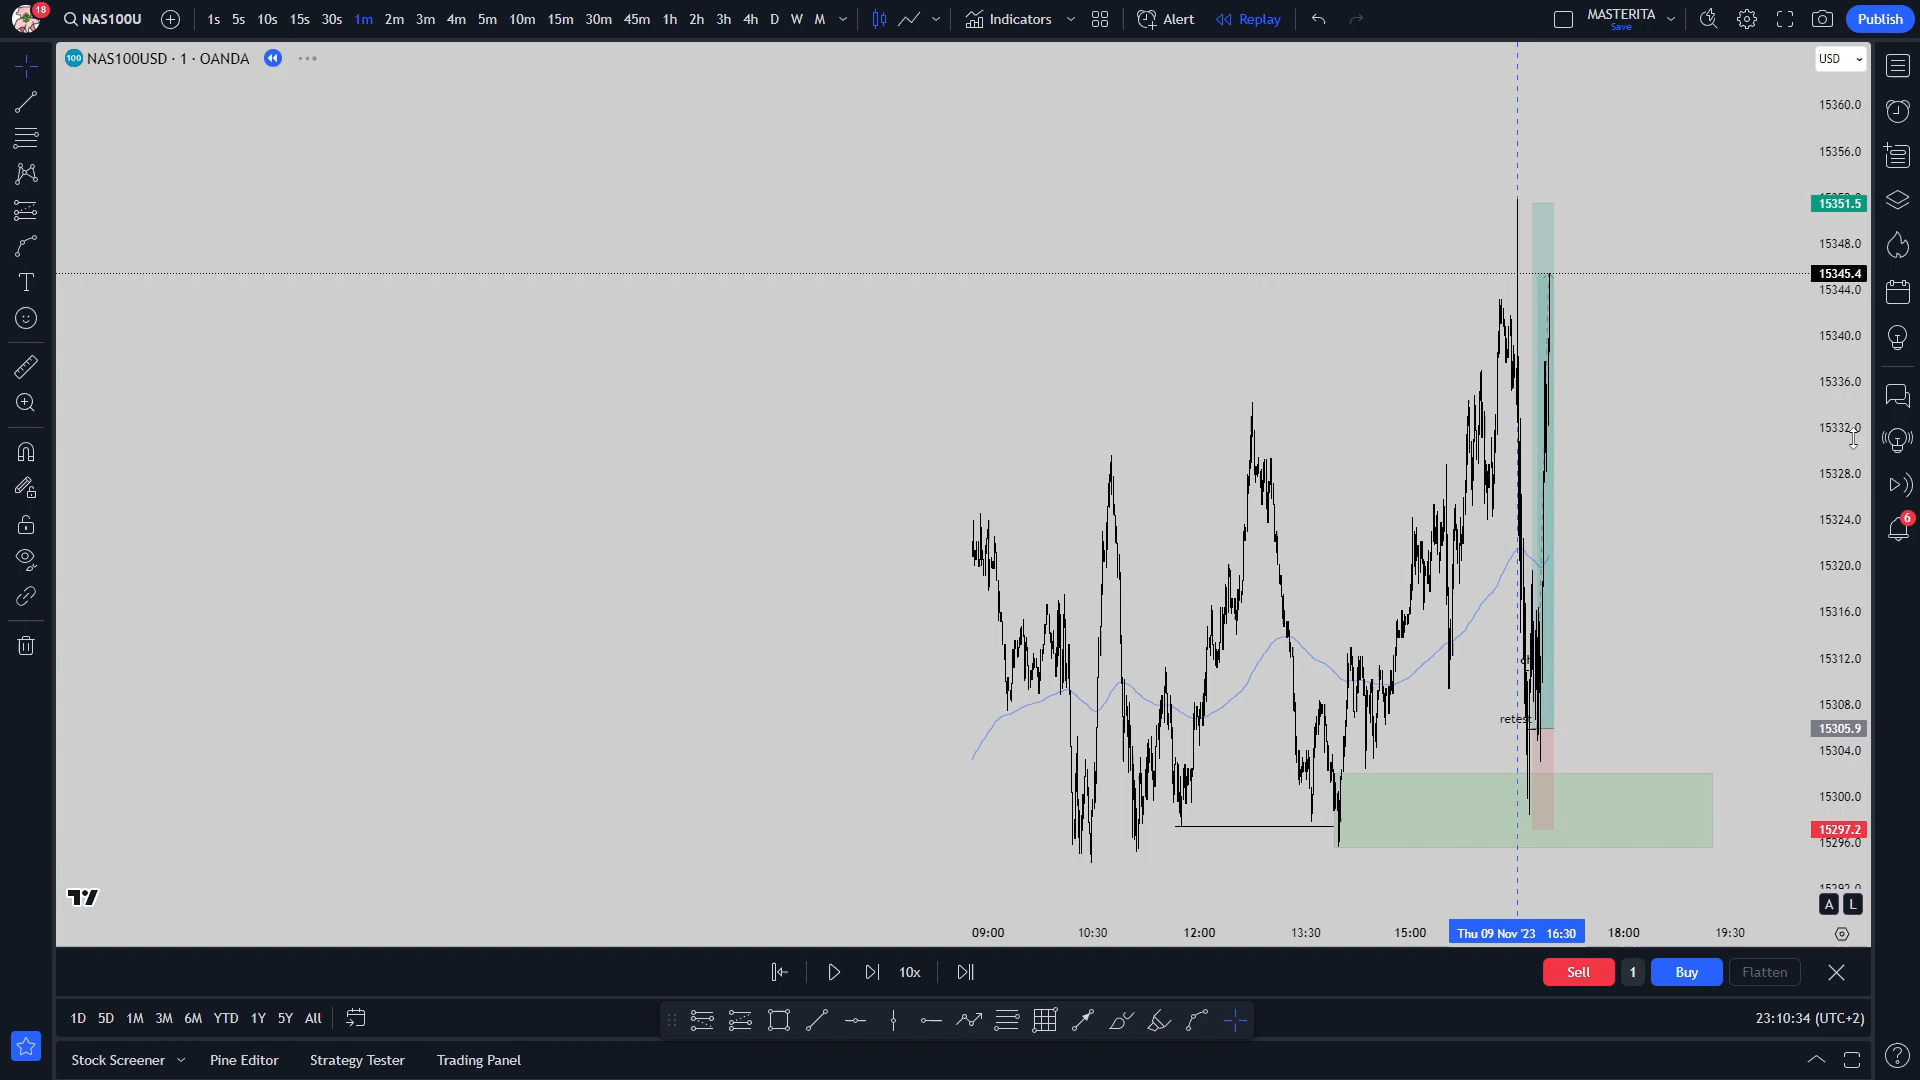 18
NAS100U
1s 5s 10s 15s 30s 1m 2m 3m 4m 5m 10m 15m 30m 45m 1h 2h 3h 4h D W M
Indicators
Alert
Replay
MASTERITA
Save
Publish
100 NAS100USD · 1 · OANDA
USD
15360.0
15356.0
15351.5
15348.0
15345.4
15344.0
15340.0
15336.0
15332.0
15328.0
15324.0
15320.0
15316.0
15312.0
15308.0
15305.9
15304.0
15300.0
15297.2
15296.0
15292.0
6
retest
A L
09:00 10:30 12:00 13:30 15:00 Thu 09 Nov '23 16:30 18:00 19:30
10x
Sell 1 Buy Flatten
1D 5D 1M 3M 6M YTD 1Y 5Y All
23:10:34 (UTC+2)
Stock Screener Pine Editor Strategy Tester Trading Panel